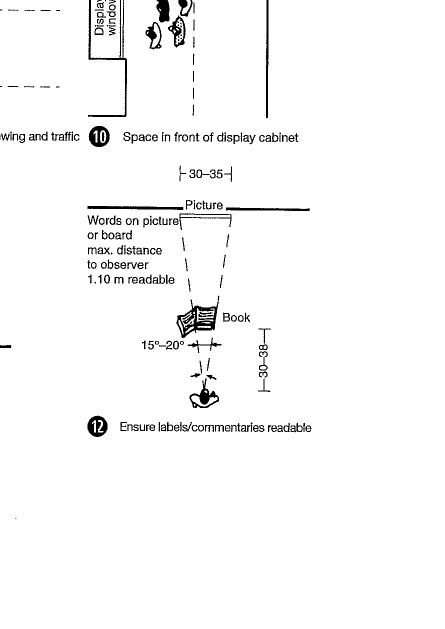 Display
window
ewing and traffic
10 Space in front of display cabinet
30–35
Picture
Words on picture
or board
max. distance
to observer
1.10 m readable
Book
15°–20°
30–38
12 Ensure labels/commentaries readable